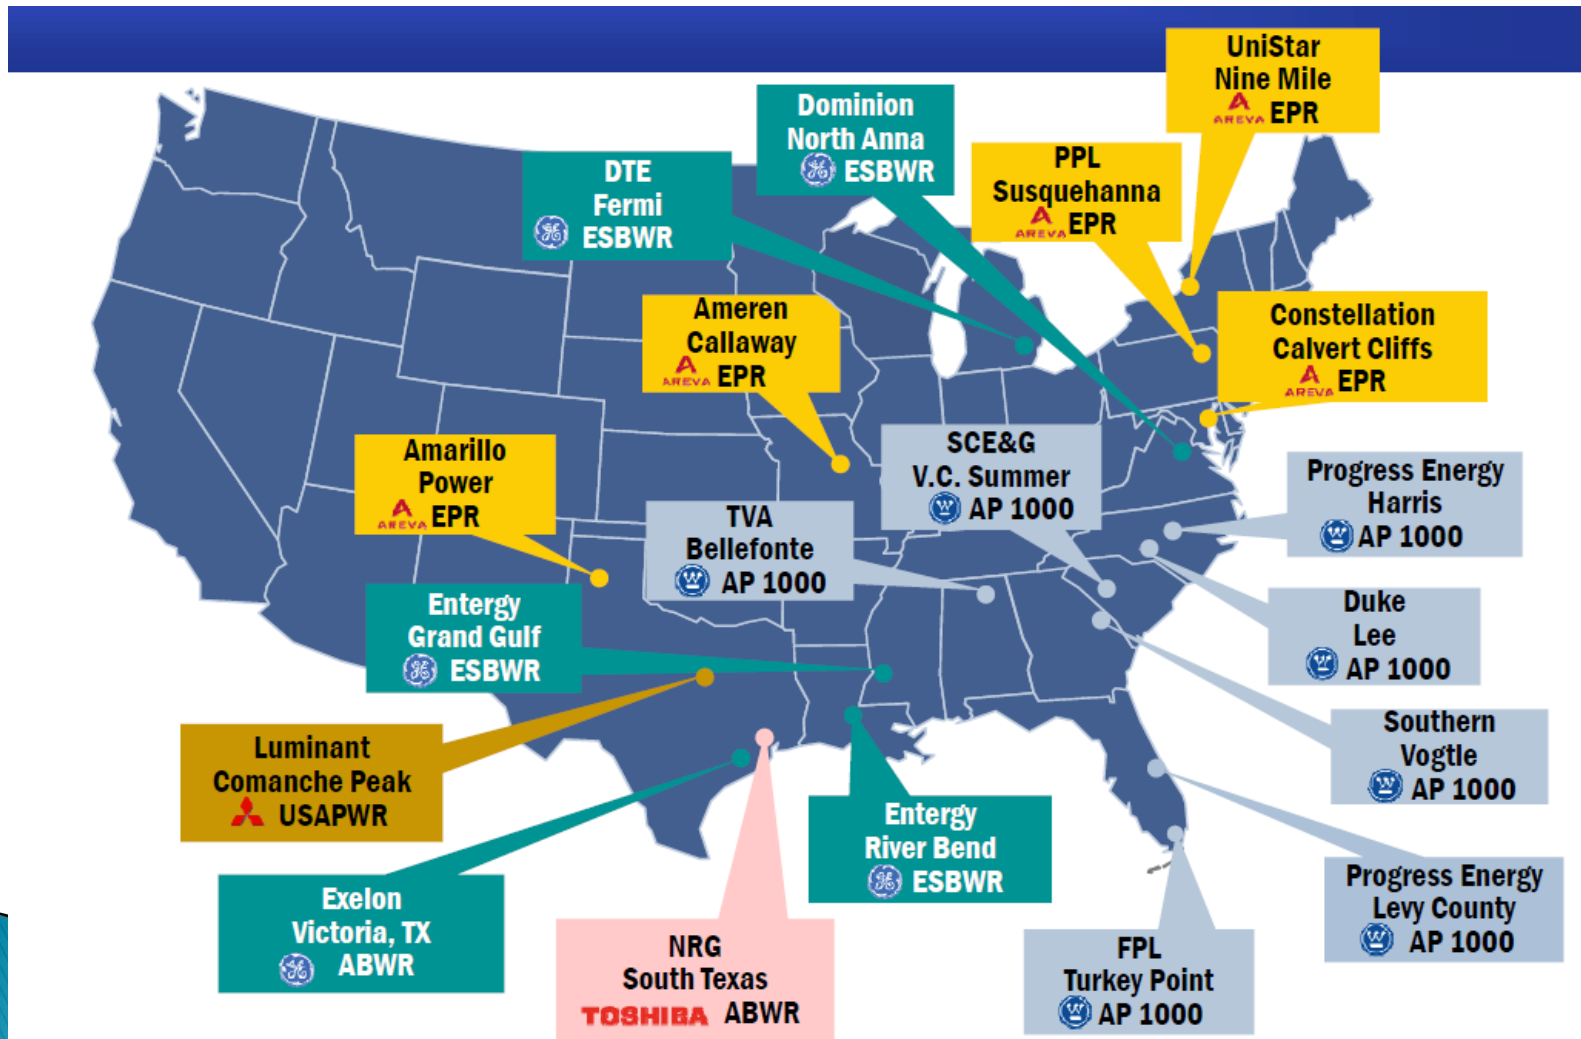 UniStar
Nine Mile
AREVA EPR
Dominion
North Anna
ESBWR
PPL
Susquehanna
AREVA EPR
DTE
Fermi
ESBWR
Ameren
Callaway
AREVA EPR
Constellation
Calvert Cliffs
AREVA EPR
Amarillo
Power
AREVA EPR
SCE&G
V.C. Summer
AP 1000
Progress Energy
Harris
AP 1000
TVA
Bellefonte
AP 1000
Entergy
Grand Gulf
ESBWR
Duke
Lee
AP 1000
Luminant
Comanche Peak
USAPWR
Southern
Vogtle
AP 1000
Entergy
River Bend
ESBWR
Exelon
Victoria, TX
ABWR
NRG
South Texas
TOSHIBA ABWR
FPL
Turkey Point
AP 1000
Progress Energy
Levy County
AP 1000